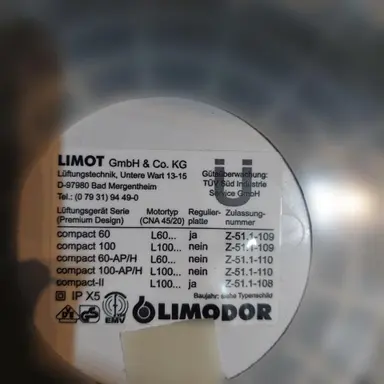 LIMOT GmbH & Co. KG
Lüftungstechnik, Untere Wart 13-15
D-97980 Bad Mergentheim
Tel.: (0 79 31) 94 49-0
Güteüberwachung:
TÜV Süd Industrie
Service GmbH
Ü
Lüftungsgerät Serie Motortyp Regulier- Zulassung-
(Premium Design) (CNA 45/20) platte nummer
compact 60 L60... ja Z-51.1-109
compact 100 L100... nein Z-51.1-109
compact 60-AP/H L60... nein Z-51.1-110
compact 100-AP/H L100... nein Z-51.1-110
compact-II L100... ja Z-51.1-108
IP X5 Baujahr: siehe Typenschild
GS EMV LIMODOR